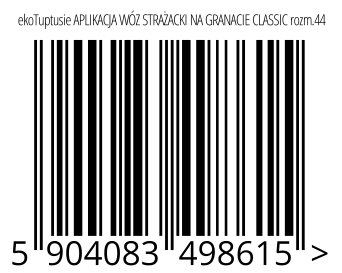 ekoTuptusie APLIKACJA WÓZ STRAŻACKI NA GRANACIE CLASSIC rozm.44
5 904083 498615 >